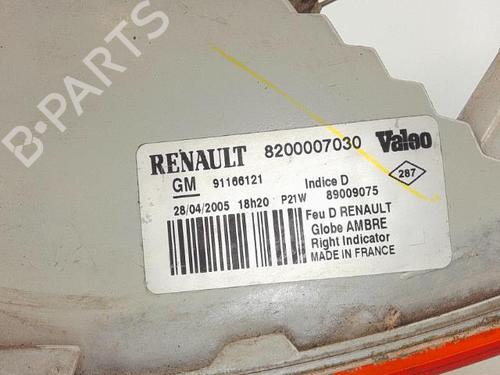 B-PARTS
RENAULT 8200007030 Valeo
GM 91166121 Indice D 287
28/04/2005 18h20 P21W 89009075
Feu D RENAULT
Globe AMBRE
Right Indicator
MADE IN FRANCE